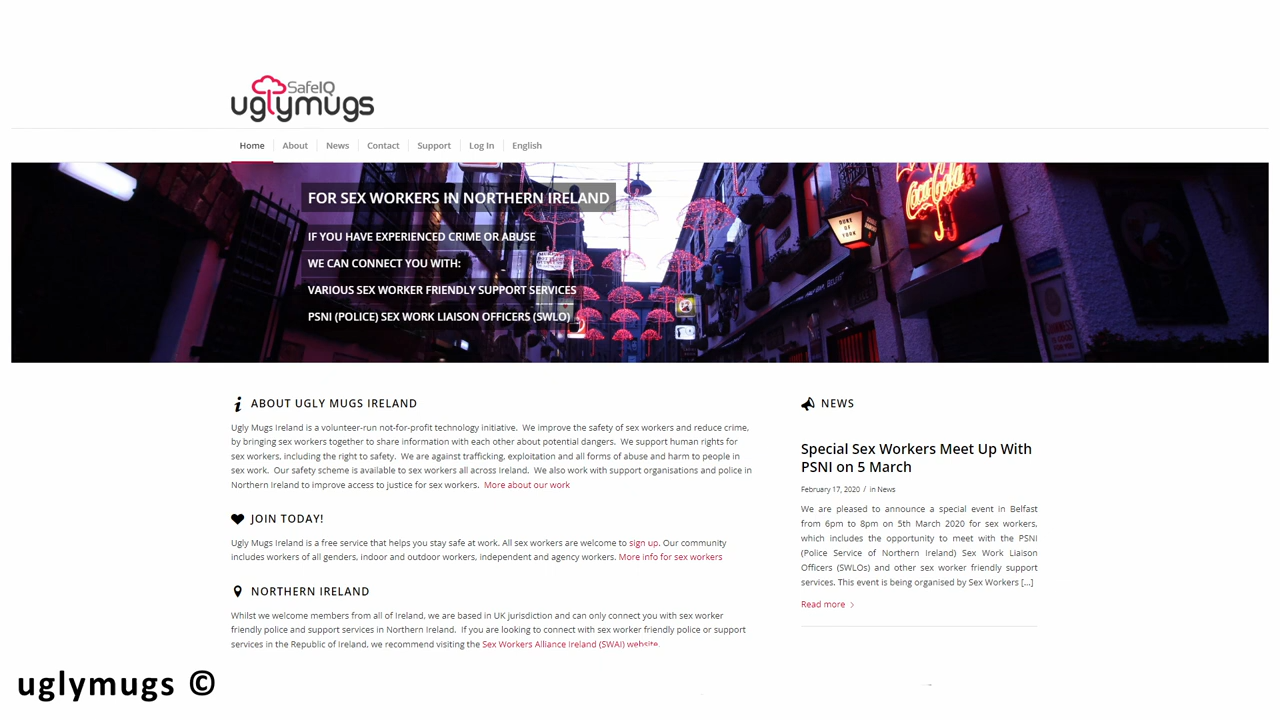 SafeIQ
uglymugs
Home
About
News
Contact
Support
Log In
English
FOR SEX WORKERS IN NORTHERN IRELAND
IF YOU HAVE EXPERIENCED CRIME OR ABUSE
WE CAN CONNECT YOU WITH:
VARIOUS SEX WORKER FRIENDLY SUPPORT SERVICES
PSNI (POLICE) SEX WORK LIAISON OFFICERS (SWLO)
Coca-Cola
DUKE OF YORK
ABOUT UGLY MUGS IRELAND
Ugly Mugs Ireland is a volunteer-run not-for-profit technology initiative. We improve the safety of sex workers and reduce crime,
by bringing sex workers together to share information with each other about potential dangers. We support human rights for
sex workers, including the right to safety. We are against trafficking, exploitation and all forms of abuse and harm to people in
sex work. Our safety scheme is available to sex workers all across Ireland. We also work with support organisations and police in
Northern Ireland to improve access to justice for sex workers. More about our work
JOIN TODAY!
Ugly Mugs Ireland is a free service that helps you stay safe at work. All sex workers are welcome to sign up. Our community
includes workers of all genders, indoor and outdoor workers, independent and agency workers. More info for sex workers
NORTHERN IRELAND
Whilst we welcome members from all of Ireland, we are based in UK jurisdiction and can only connect you with sex worker
friendly police and support services in Northern Ireland. If you are looking to connect with sex worker friendly police or support
services in the Republic of Ireland, we recommend visiting the Sex Workers Alliance Ireland (SWAI) website.
NEWS
Special Sex Workers Meet Up With
PSNI on 5 March
February 17, 2020 / in News
We are pleased to announce a special event in Belfast
from 6pm to 8pm on 5th March 2020 for sex workers,
which includes the opportunity to meet with the PSNI
(Police Service of Northern Ireland) Sex Work Liaison
Officers (SWLOs) and other sex worker friendly support
services. This event is being organised by Sex Workers [...]
Read more
uglymugs ©